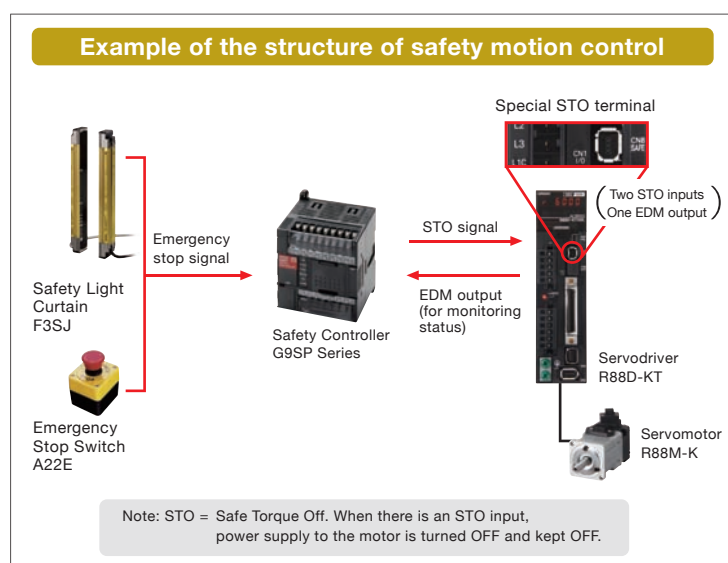 Example of the structure of safety motion control
Special STO terminal
L2
L3
L1C
CN1
I/O
CN8
SAFE
(Two STO inputs
One EDM output)
Emergency
stop signal
STO signal
EDM output
(for monitoring
status)
Safety Light
Curtain
F3SJ
Safety Controller
G9SP Series
Servodriver
R88D-KT
Emergency
Stop Switch
A22E
Servomotor
R88M-K
Note: STO = Safe Torque Off. When there is an STO input,
power supply to the motor is turned OFF and kept OFF.